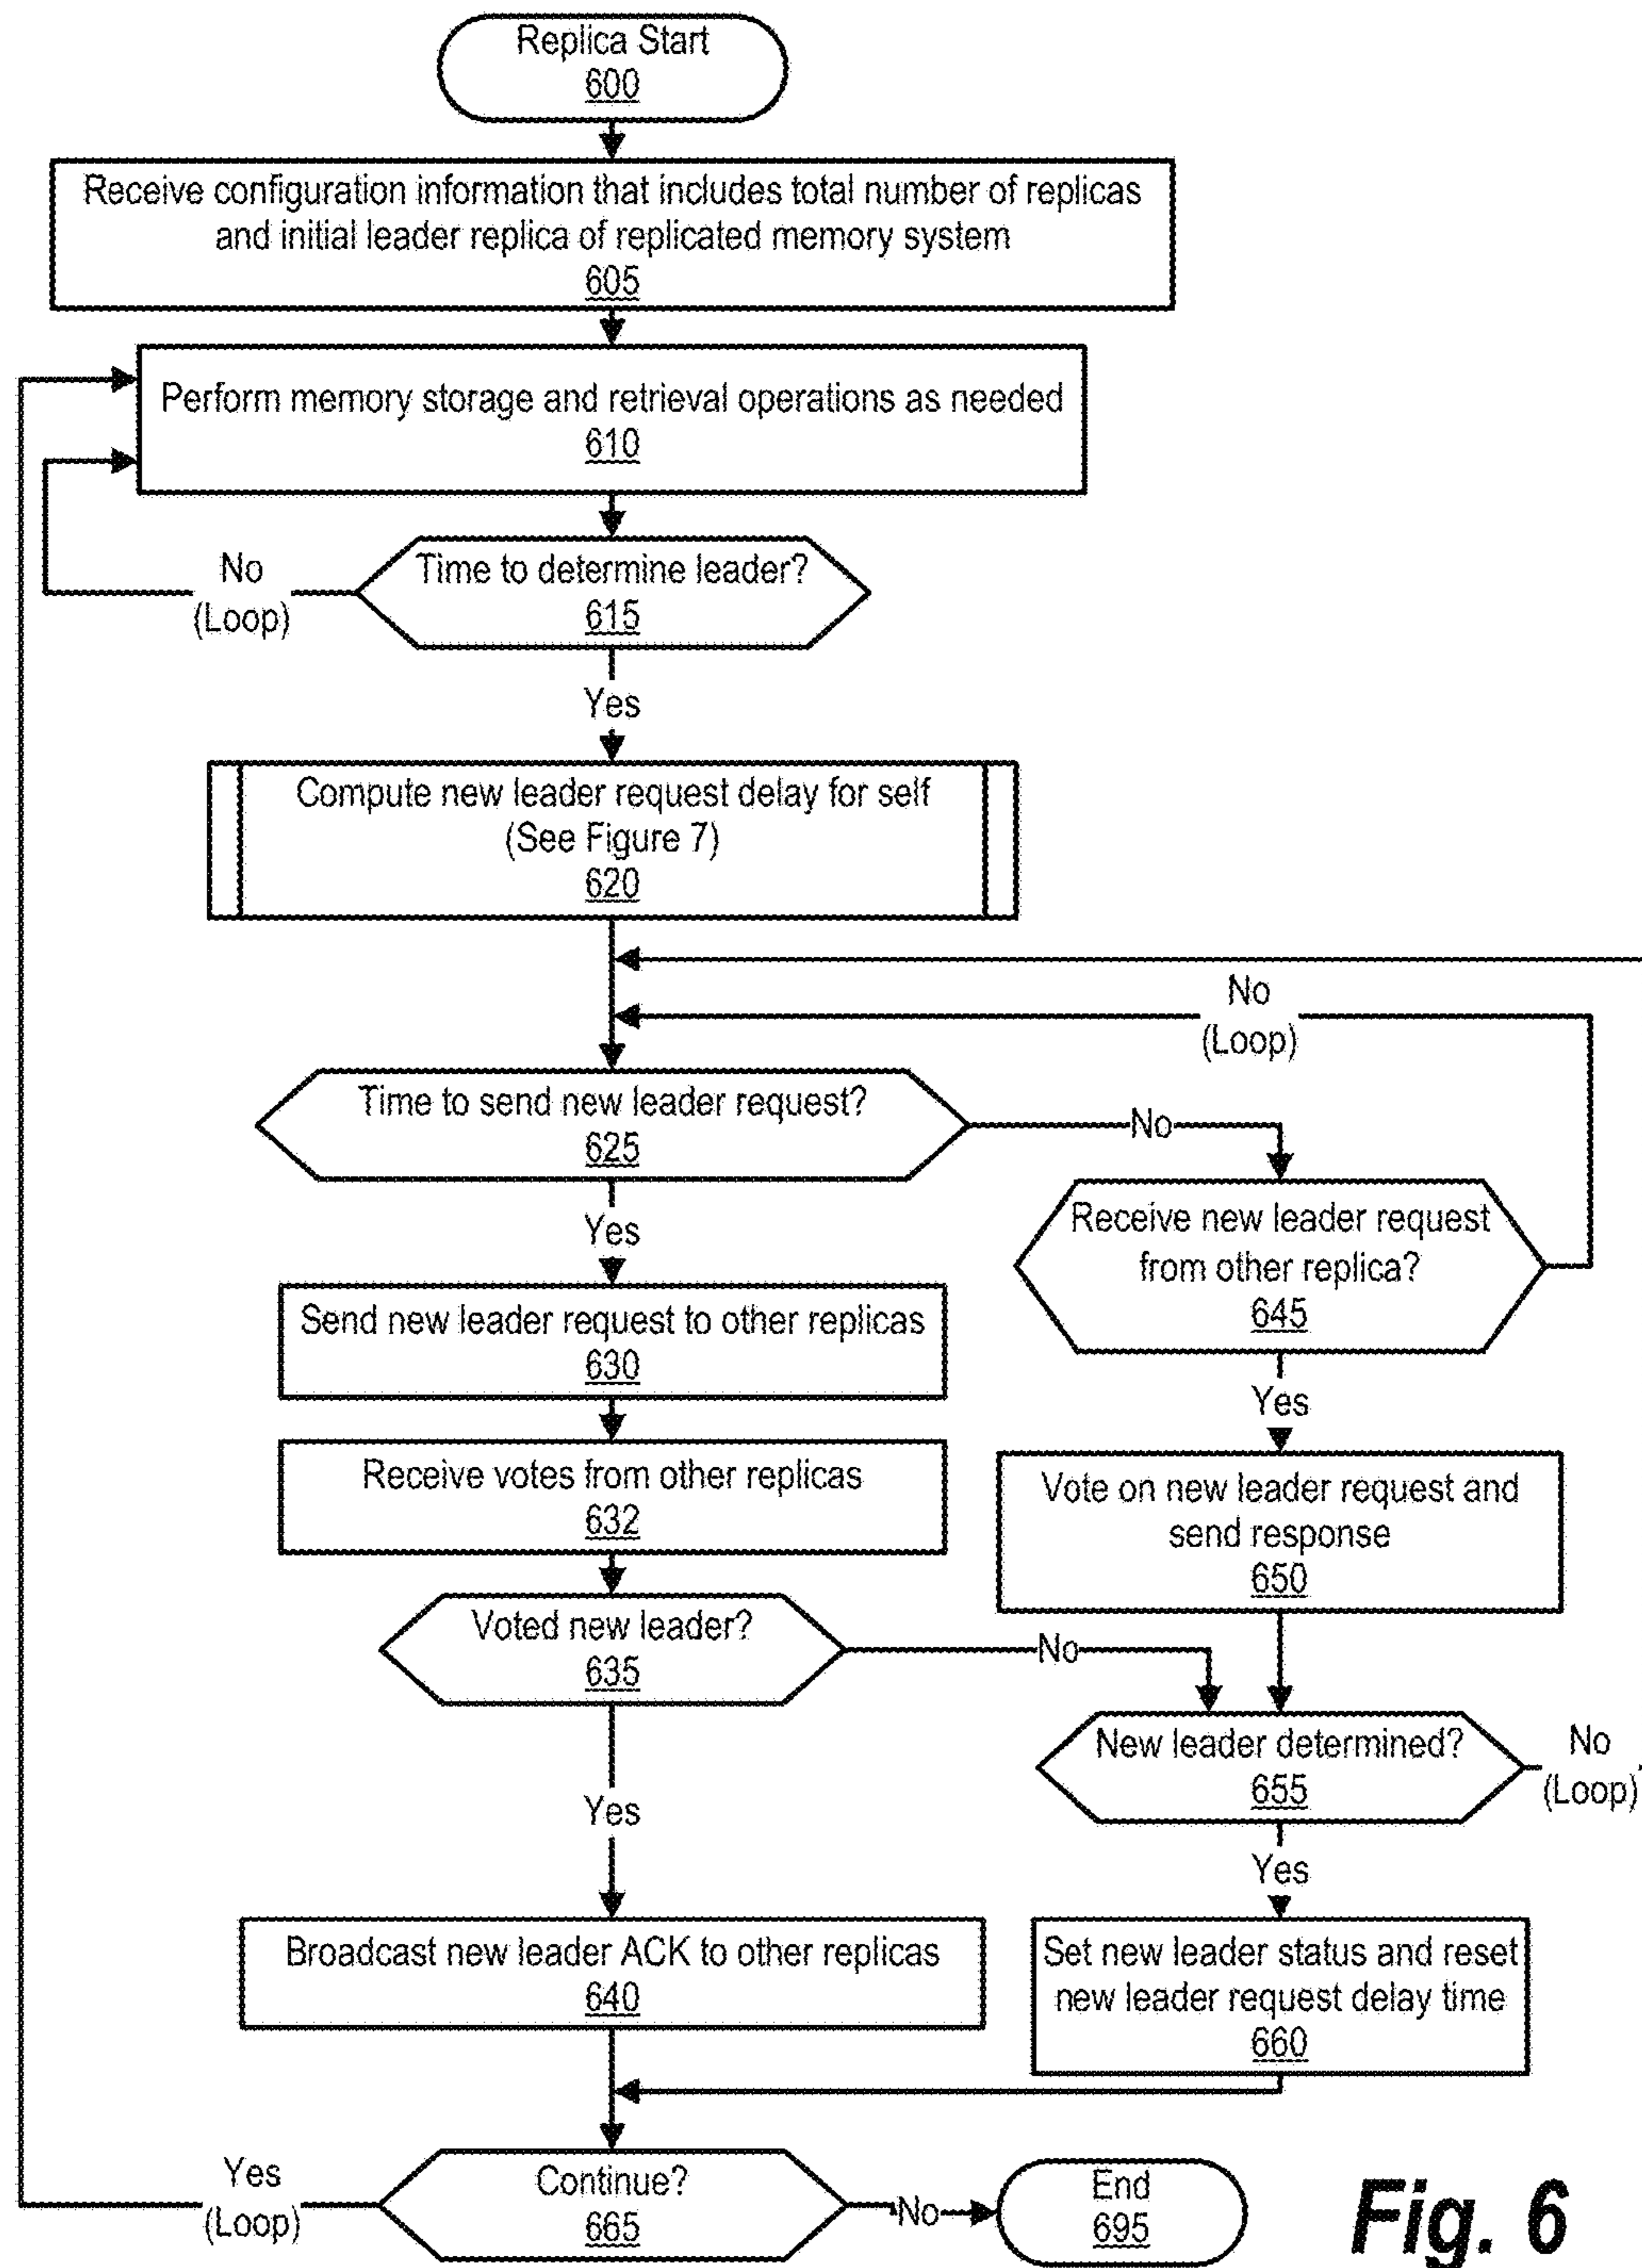 Replica Start
600
Receive configuration information that includes total number of replicas
and initial leader replica of replicated memory system
605
Perform memory storage and retrieval operations as needed
610
Time to determine leader?
615
No
(Loop)
Yes
Compute new leader request delay for self
(See Figure 7)
620
No
(Loop)
Time to send new leader request?
625
No
Yes
Receive new leader request
from other replica?
645
Send new leader request to other replicas
630
Yes
Receive votes from other replicas
632
Vote on new leader request and
send response
650
Voted new leader?
635
No
New leader determined?
655
No
(Loop)
Yes
Yes
Broadcast new leader ACK to other replicas
640
Set new leader status and reset
new leader request delay time
660
Continue?
665
Yes
(Loop)
No
End
695
Fig. 6